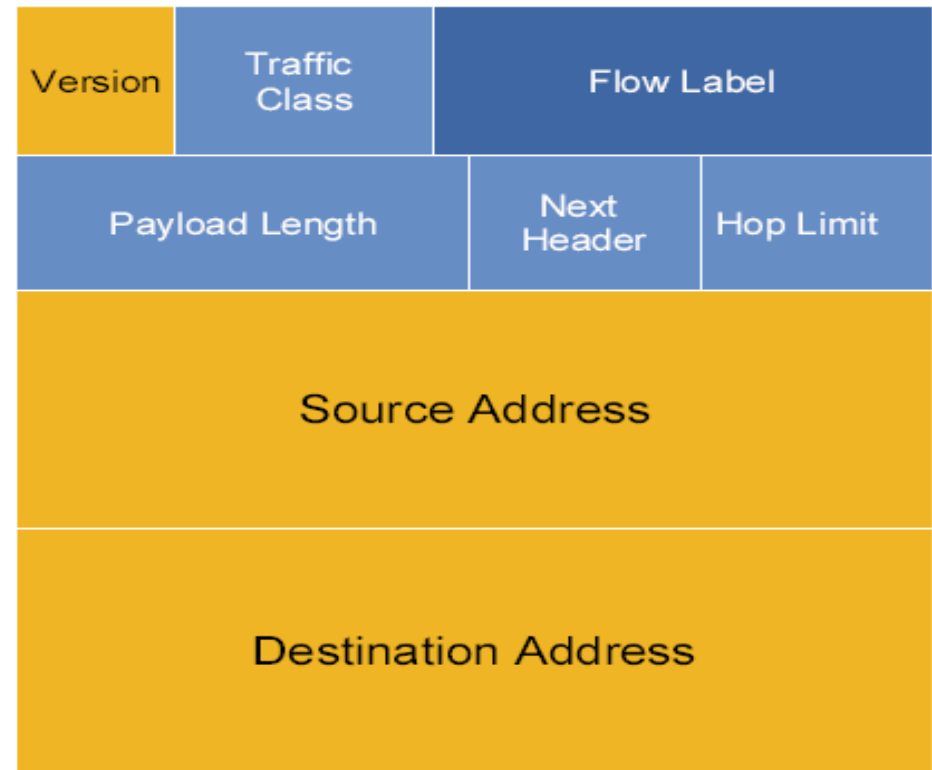 Version
Traffic
Class
Flow Label
Payload Length
Next
Header
Hop Limit
Source Address
Destination Address